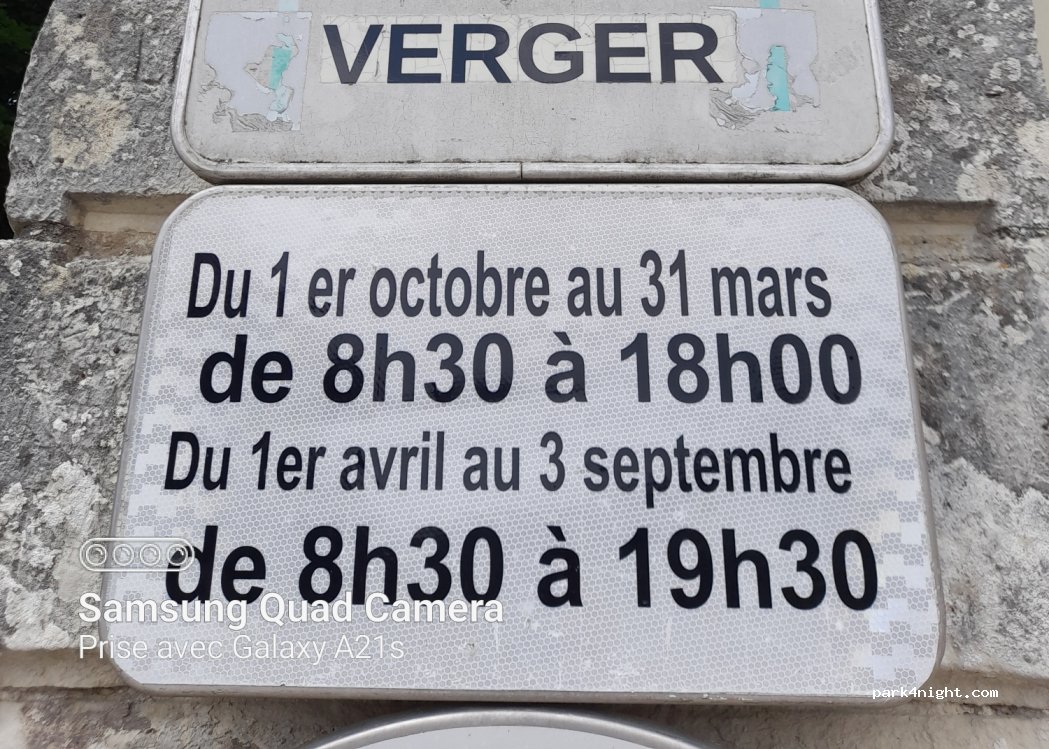 VERGER
Du 1 er octobre au 31 mars
de 8h30 à 18h00
Du 1er avril au 3 septembre
de 8h30 à 19h30
Samsung Quad Camera
Prise avec Galaxy A21s
park4night.com